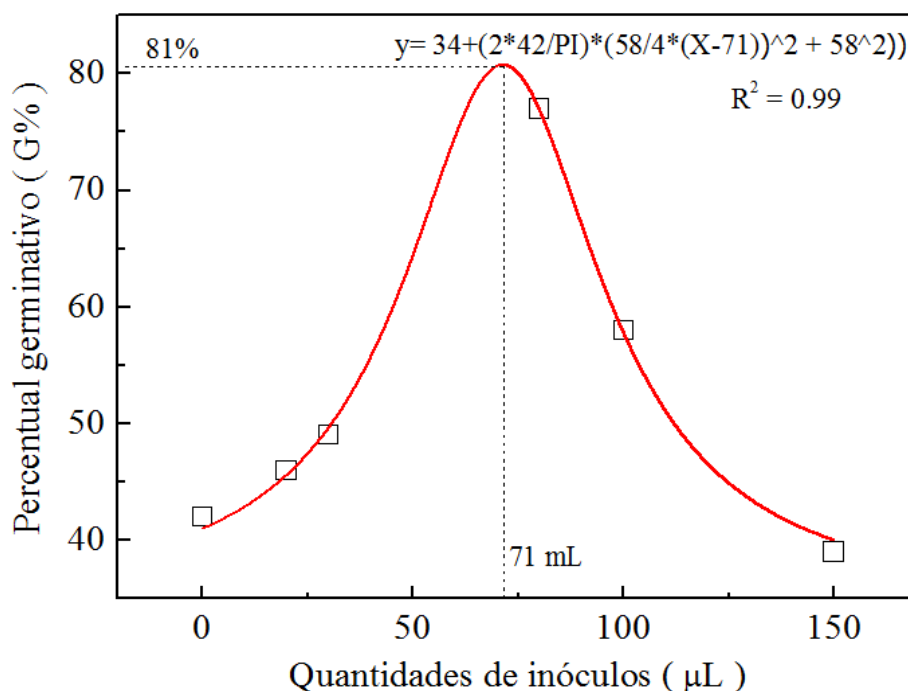 81%
y= 34+(2*42/PI)*(58/4*(X-71))^2 + 58^2))
R2 = 0.99
Percentual germinativo ( G% )
80
70
60
50
40
71 mL
0
50
100
150
Quantidades de inóculos ( μL )